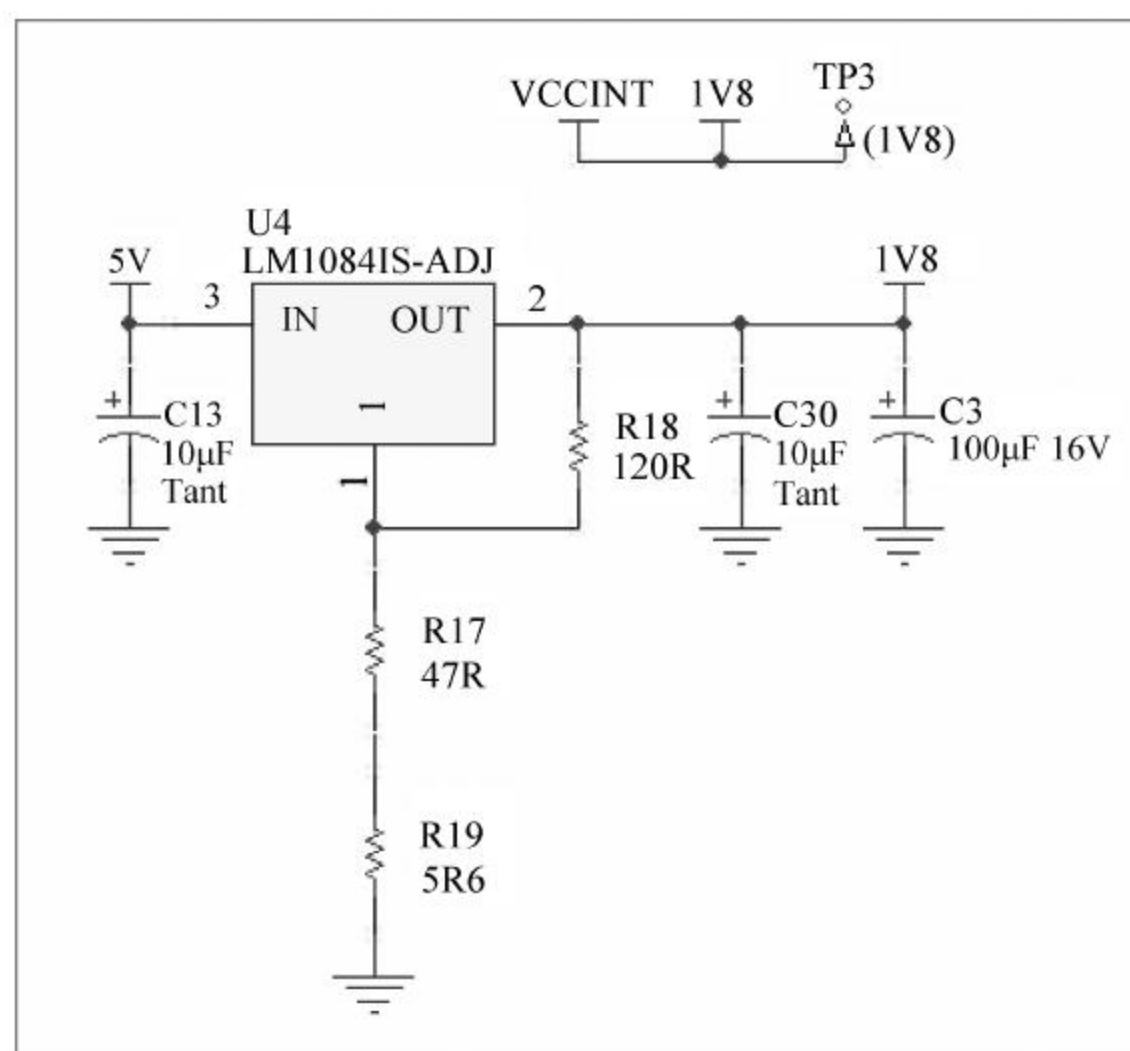 TP3
VCCINT 1V8
(1V8)
U4
LM1084IS-ADJ
5V
1V8
3
IN
OUT
2
1
1
+
C13
10µF
Tant
R18
120R
+
C30
10µF
Tant
+
C3
100µF 16V
R17
47R
R19
5R6